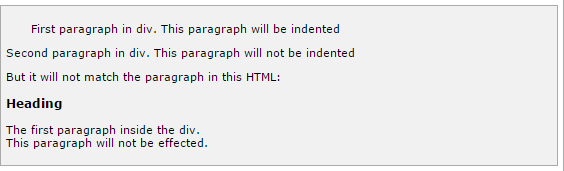 First paragraph in div. This paragraph will be indented
Second paragraph in div. This paragraph will not be indented
But it will not match the paragraph in this HTML:
Heading
The first paragraph inside the div.
This paragraph will not be effected.